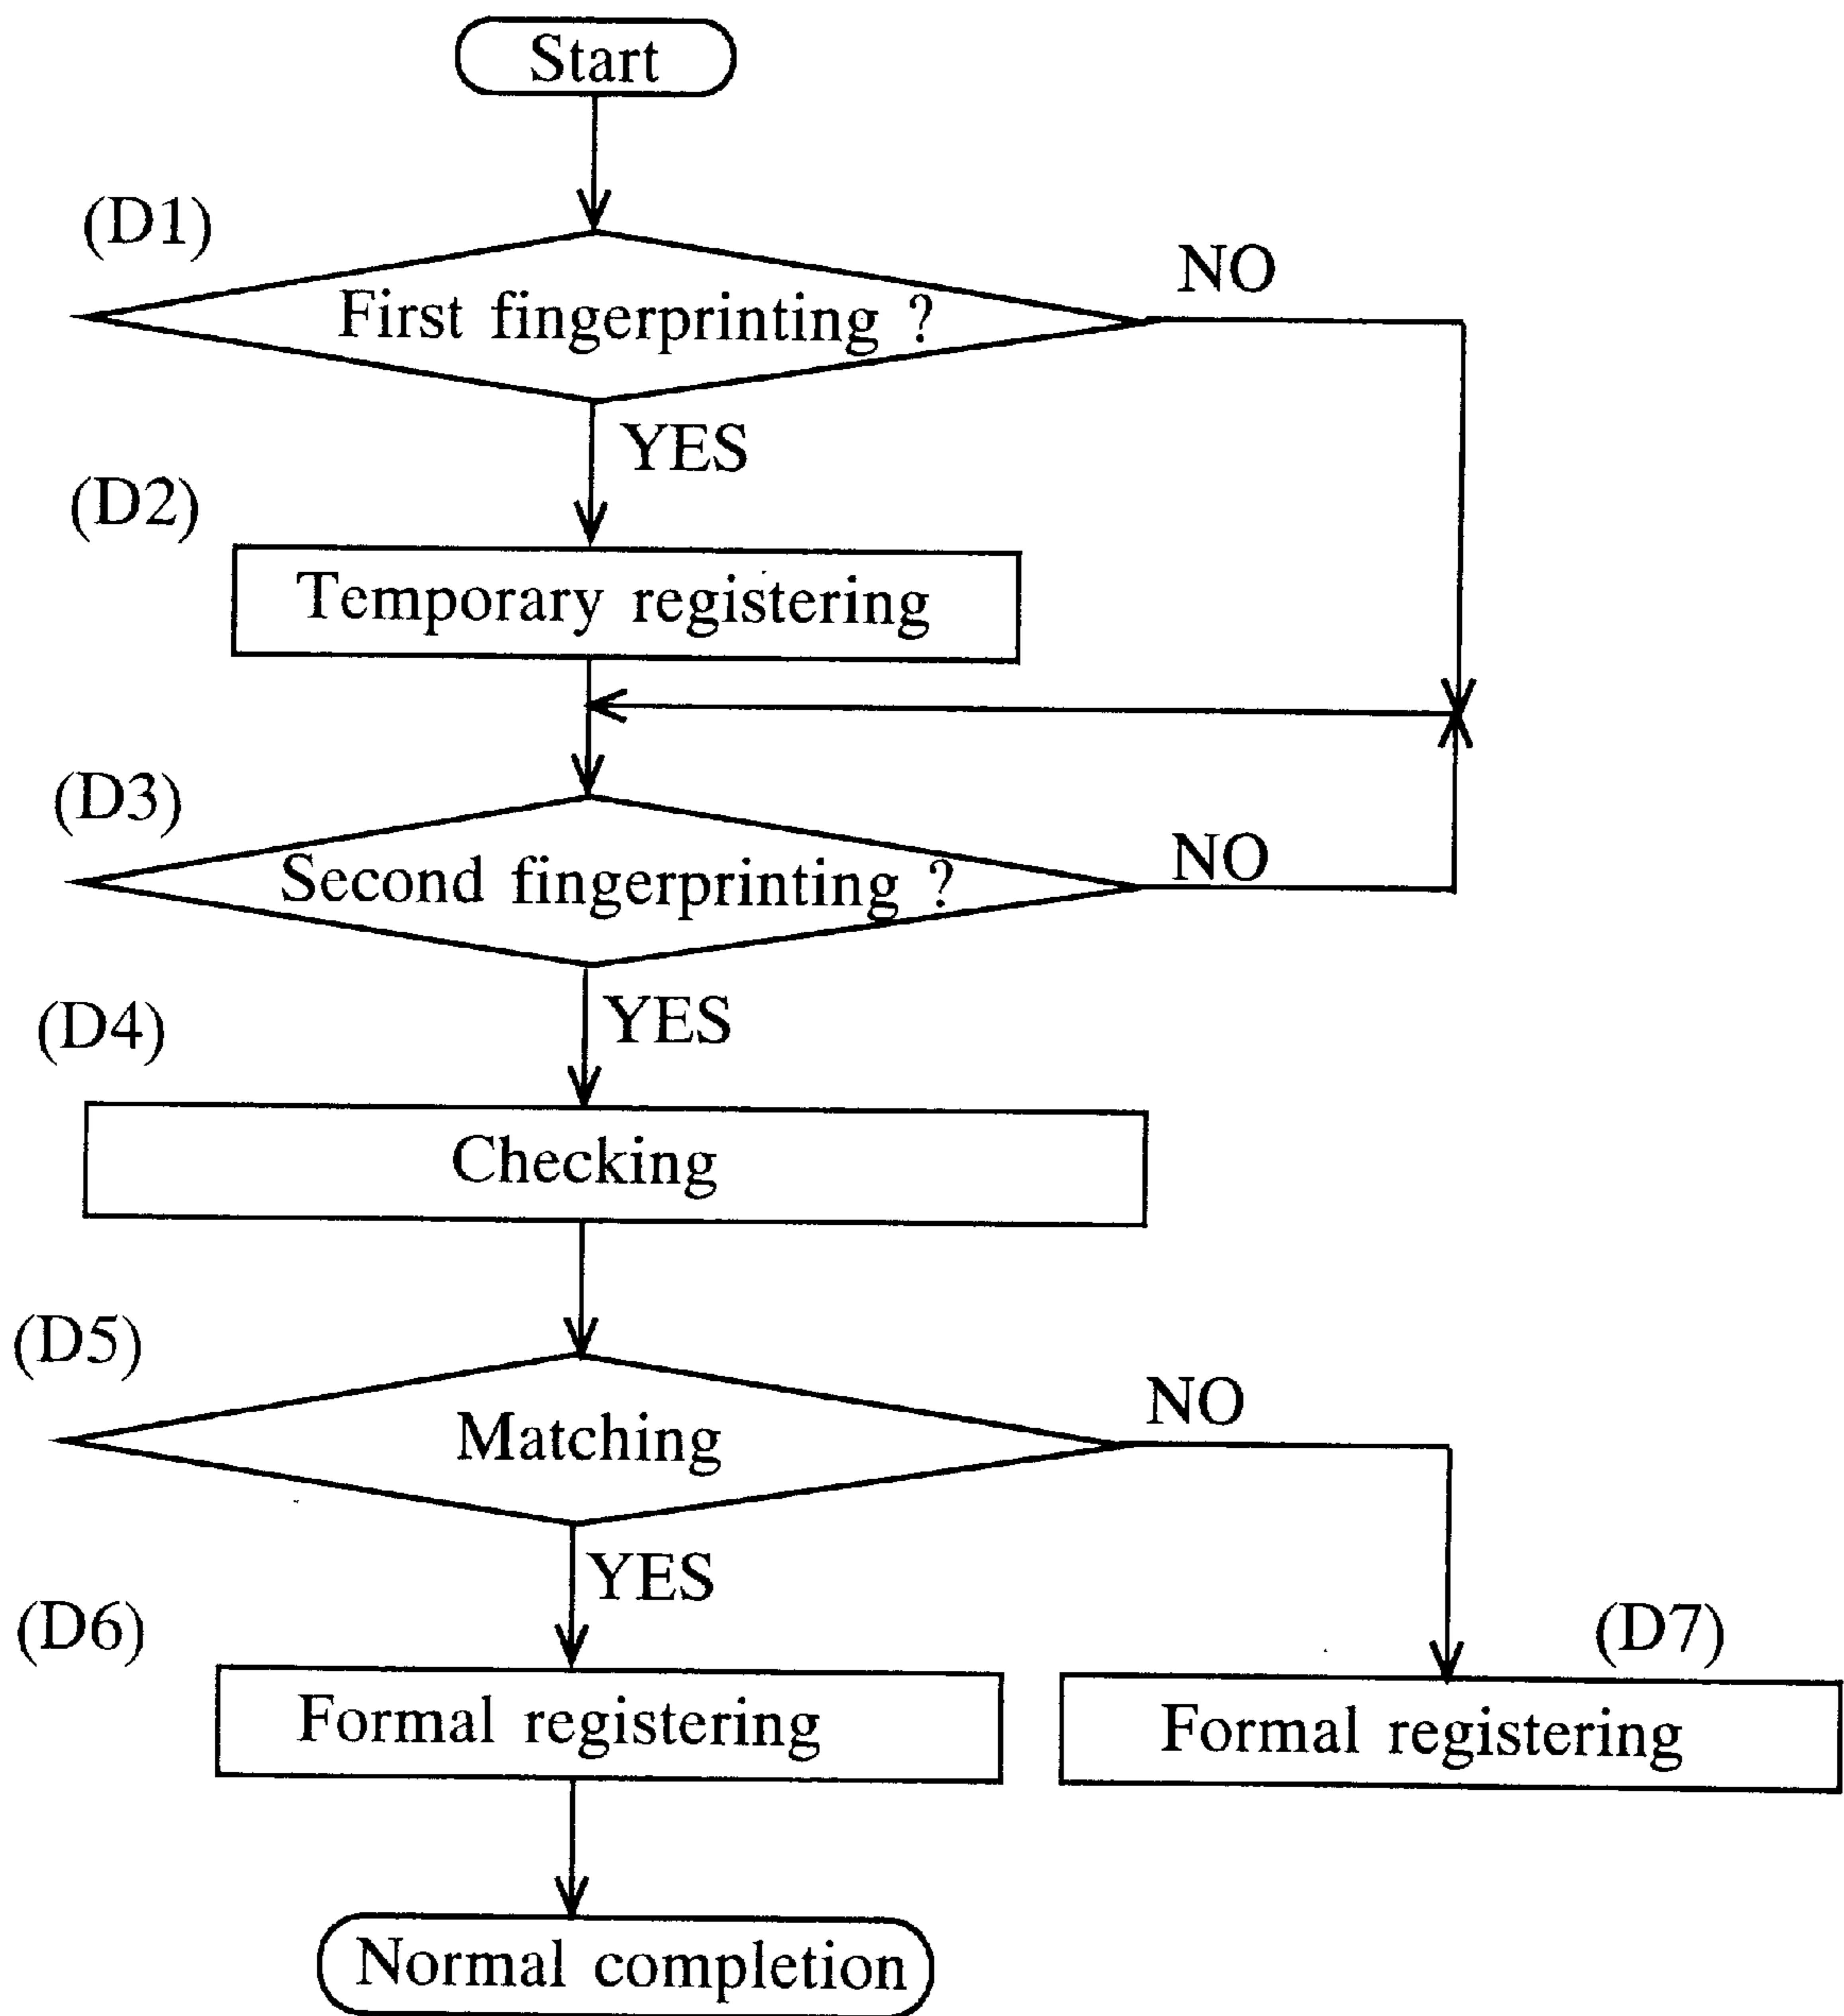 Start
(D1)
First fingerprinting ?
NO
YES
(D2)
Temporary registering
(D3)
Second fingerprinting ?
NO
YES
(D4)
Checking
(D5)
Matching
NO
YES
(D6)
(D7)
Formal registering
Formal registering
Normal completion